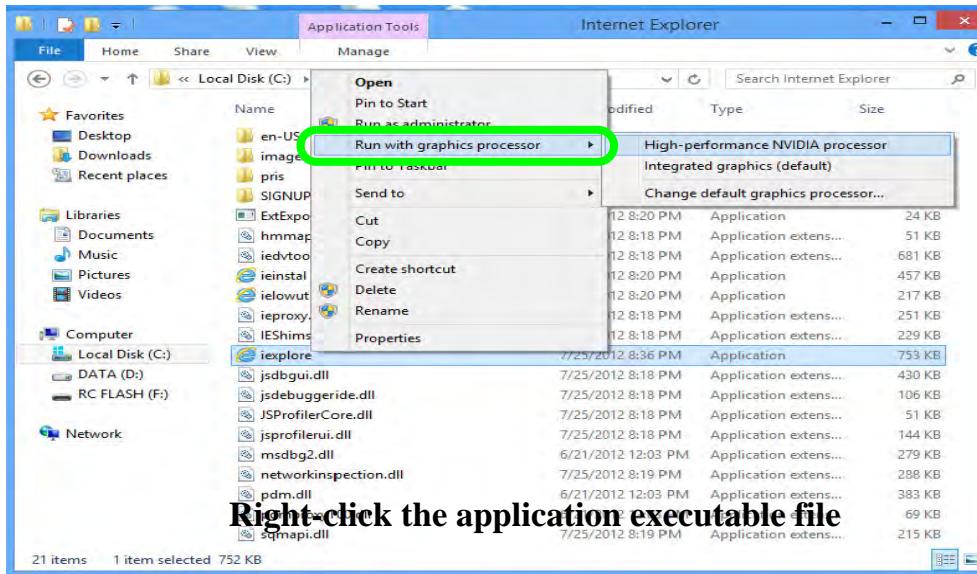 Application Tools
Internet Explorer
File Home Share View Manage
« Local Disk (C:) Search Internet Explorer
Favorites
Desktop
Downloads
Recent places
Libraries
Documents
Music
Pictures
Videos
Computer
Local Disk (C:)
DATA (D:)
RC FLASH (F:)
Network
Open
Pin to Start
Run as administrator
Run with graphics processor
Pin to Taskbar
Send to
Cut
Copy
Create shortcut
Delete
Rename
Properties
High-performance NVIDIA processor
Integrated graphics (default)
Change default graphics processor...
Name Type Size
en-US
image
pris
SIGNUP
ExtExpo 12 8:20 PM Application 24 KB
hmmap 12 8:18 PM Application extens... 51 KB
iedvtoo 12 8:18 PM Application extens... 681 KB
ieinstal 12 8:20 PM Application 457 KB
ielowut 12 8:20 PM Application 217 KB
ieproxy. 12 8:18 PM Application extens... 251 KB
IEShims 12 8:18 PM Application extens... 229 KB
iexplore 7/25/2012 8:36 PM Application 753 KB
jsdbgui.dll 7/25/2012 8:18 PM Application extens... 430 KB
jsdebuggeride.dll 7/25/2012 8:18 PM Application extens... 106 KB
JSProfilerCore.dll 7/25/2012 8:18 PM Application extens... 51 KB
jsprofilerui.dll 7/25/2012 8:18 PM Application extens... 144 KB
msdbg2.dll 6/21/2012 12:03 PM Application extens... 279 KB
networkinspection.dll 7/25/2012 8:19 PM Application extens... 288 KB
pdm.dll 6/21/2012 12:03 PM Application extens... 383 KB
69 KB
Right-click the application executable file
sqmapi.dll 7/25/2012 8:19 PM Application extens... 215 KB
21 items 1 item selected 752 KB